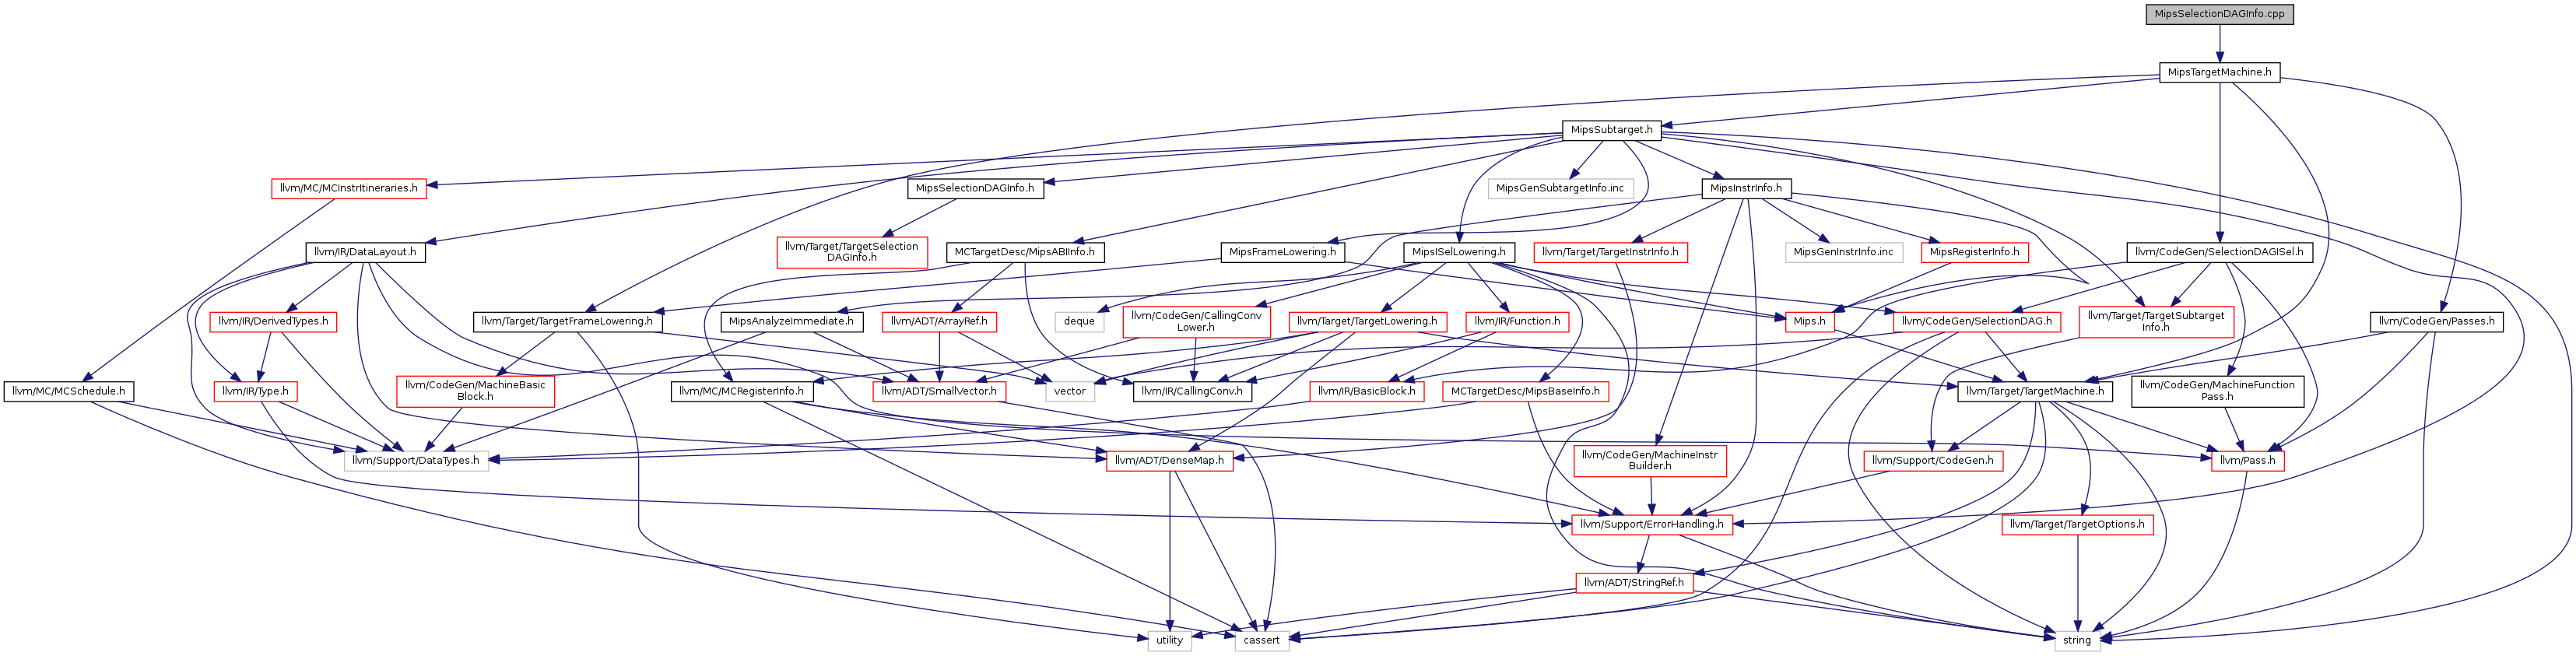 MipsSelectionDAGInfo.cpp
MipsTargetMachine.h
MipsSubtarget.h
llvm/MC/MCInstrItineraries.h
MipsSelectionDAGInfo.h
MipsGenSubtargetInfo.inc
MipsInstrInfo.h
llvm/IR/DataLayout.h
llvm/Target/TargetSelection
DAGInfo.h
MCTargetDesc/MipsABIInfo.h
MipsFrameLowering.h
MipsISelLowering.h
llvm/Target/TargetInstrInfo.h
MipsGenInstrInfo.inc
MipsRegisterInfo.h
llvm/CodeGen/SelectionDAGISel.h
llvm/IR/DerivedTypes.h
llvm/Target/TargetFrameLowering.h
MipsAnalyzeImmediate.h
llvm/ADT/ArrayRef.h
deque
llvm/CodeGen/CallingConv
Lower.h
llvm/Target/TargetLowering.h
llvm/IR/Function.h
Mips.h
llvm/CodeGen/SelectionDAG.h
llvm/Target/TargetSubtarget
Info.h
llvm/CodeGen/Passes.h
llvm/MC/MCSchedule.h
llvm/IR/Type.h
llvm/CodeGen/MachineBasic
Block.h
llvm/MC/MCRegisterInfo.h
llvm/ADT/SmallVector.h
vector
llvm/IR/CallingConv.h
MCTargetDesc/MipsBaseInfo.h
llvm/IR/BasicBlock.h
llvm/Target/TargetMachine.h
llvm/CodeGen/MachineFunction
Pass.h
llvm/Support/DataTypes.h
llvm/ADT/DenseMap.h
llvm/CodeGen/MachineInstr
Builder.h
llvm/Support/CodeGen.h
llvm/Pass.h
llvm/Support/ErrorHandling.h
llvm/Target/TargetOptions.h
llvm/ADT/StringRef.h
utility
cassert
string